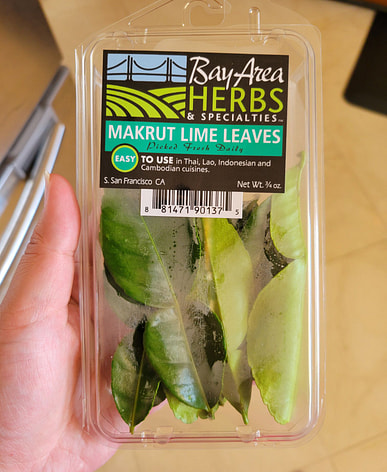 Bay Area
HERBS
& SPECIALTIES™
MAKRUT LIME LEAVES
Picked Fresh Daily
EASY TO USE in Thai, Lao, Indonesian and
Cambodian cuisines.
S. San Francisco CA Net Wt. ¾ oz.
8 81471 90137 5